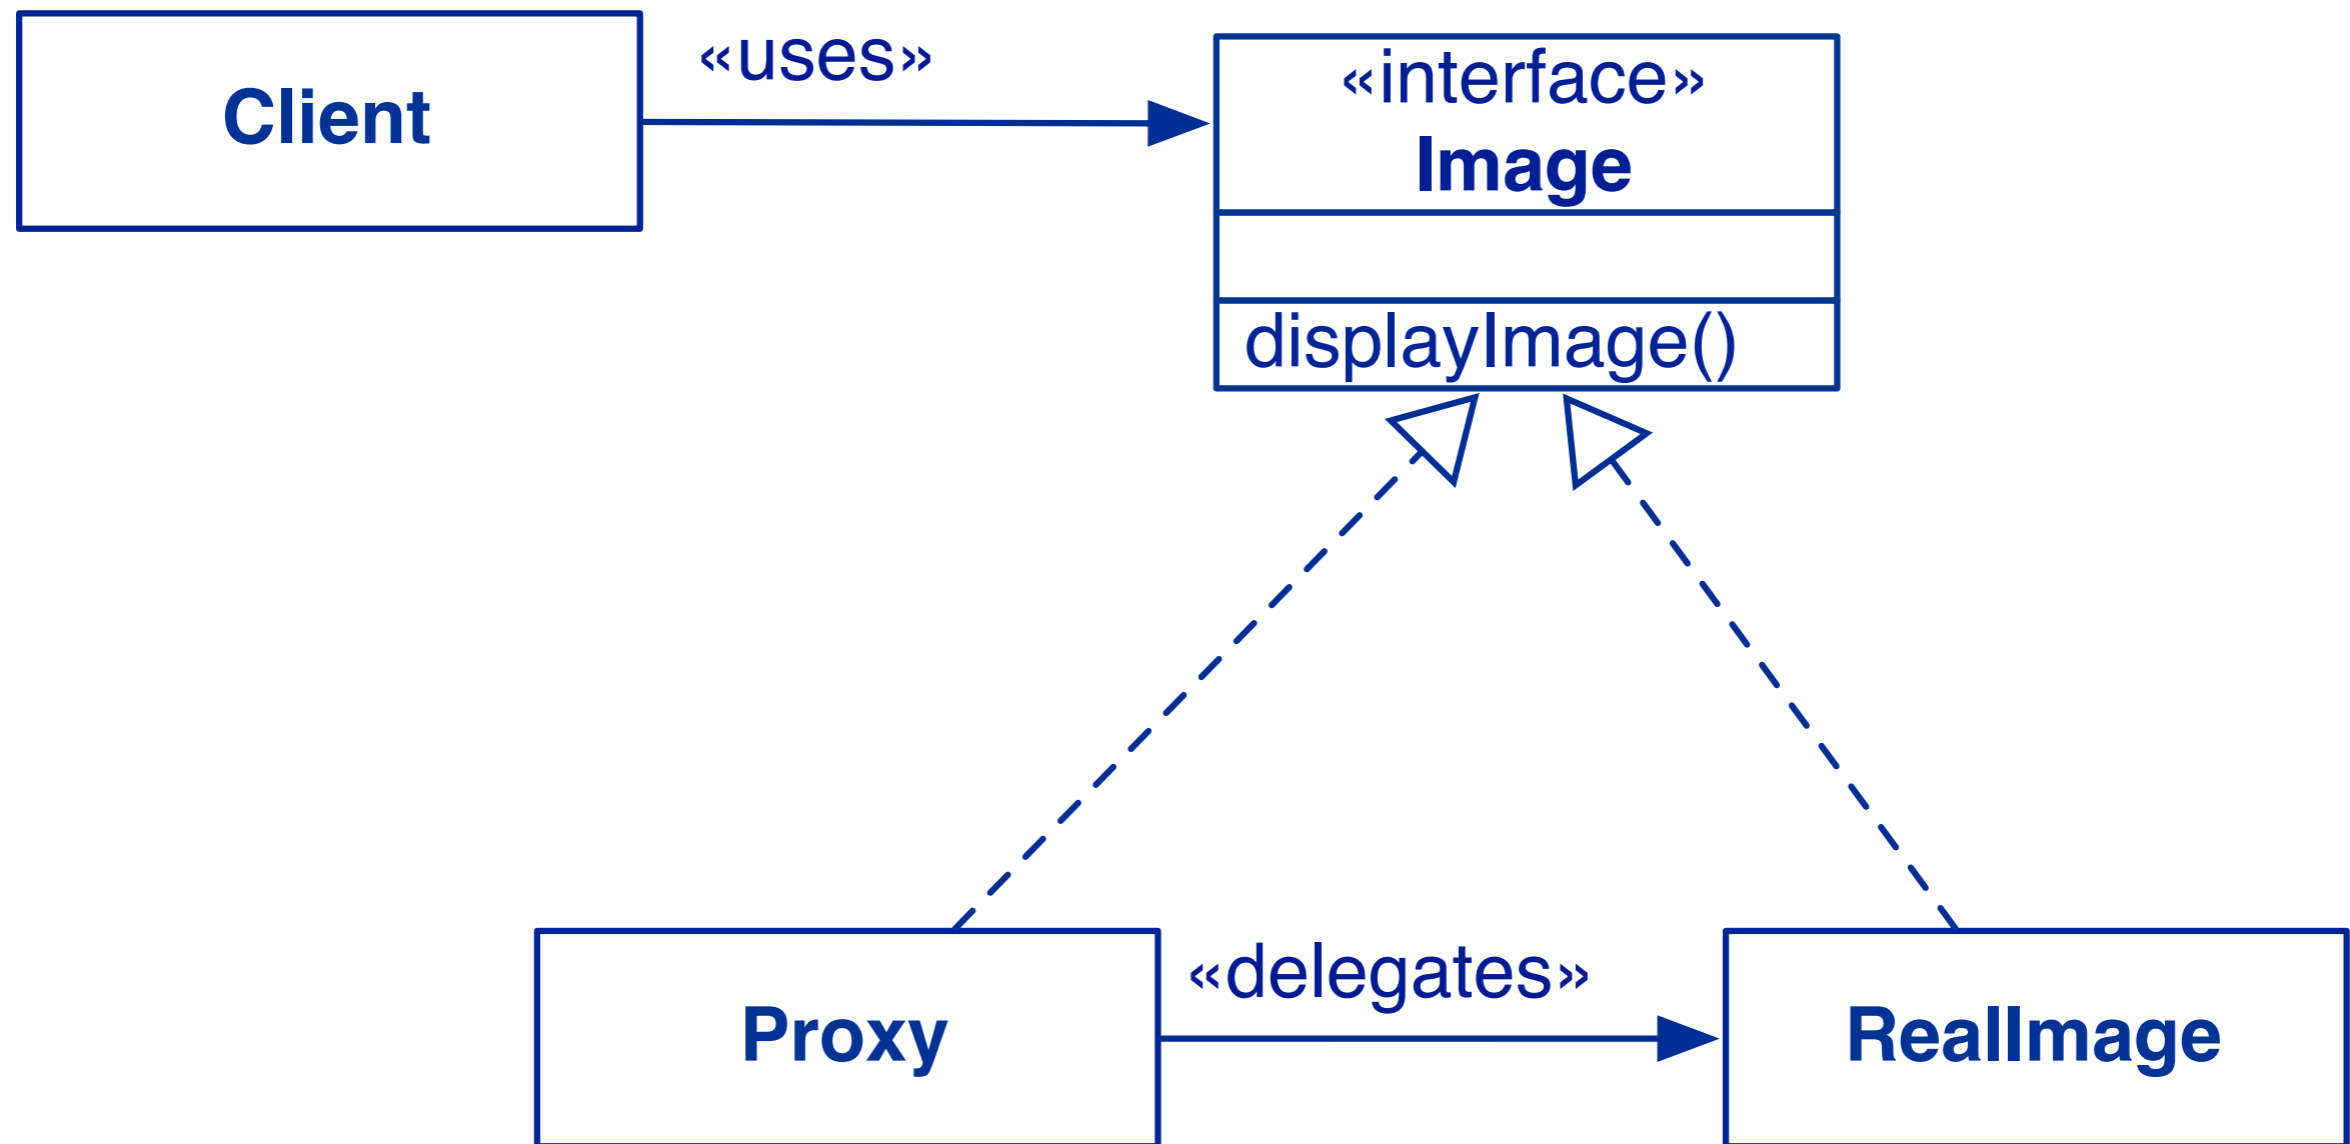 Client
«uses»
«interface»
Image
displayImage()
Proxy
«delegates»
RealImage